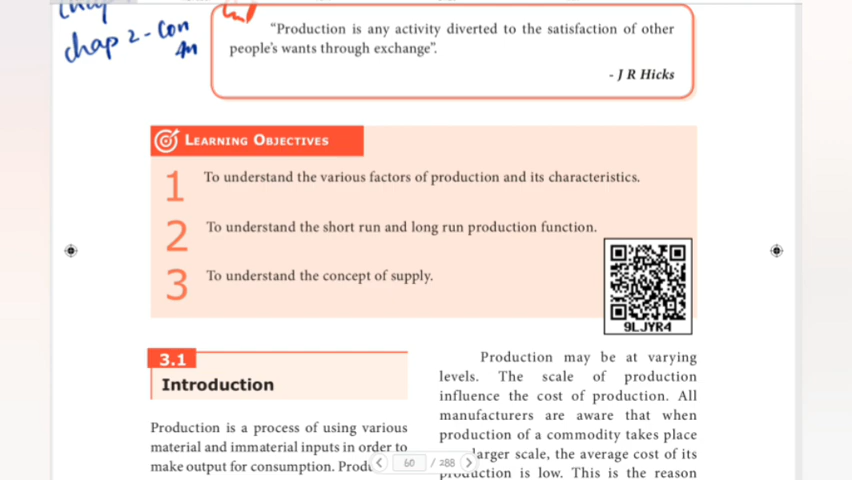 chap 2 - Con
"Production is any activity diverted to the satisfaction of other
people's wants through exchange".
- J R Hicks
LEARNING OBJECTIVES
1 To understand the various factors of production and its characteristics.
2 To understand the short run and long run production function.
3 To understand the concept of supply.
9LJYR4
3.1
Introduction
Production is a process of using various
material and immaterial inputs in order to
make output for consumption.
Production may be at varying
levels. The scale of production
influence the cost of production. All
manufacturers are aware that when
production of a commodity takes place
larger scale, the average cost of its
production is low. This is the reason
60 / 288